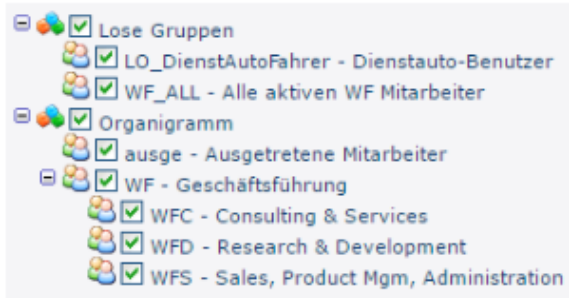 Lose Gruppen
LO_DienstAutoFahrer - Dienstauto-Benutzer
WF_ALL - Alle aktiven WF Mitarbeiter
Organigramm
ausge - Ausgetretene Mitarbeiter
WF - Geschäftsführung
WFC - Consulting & Services
WFD - Research & Development
WFS - Sales, Product Mgm, Administration